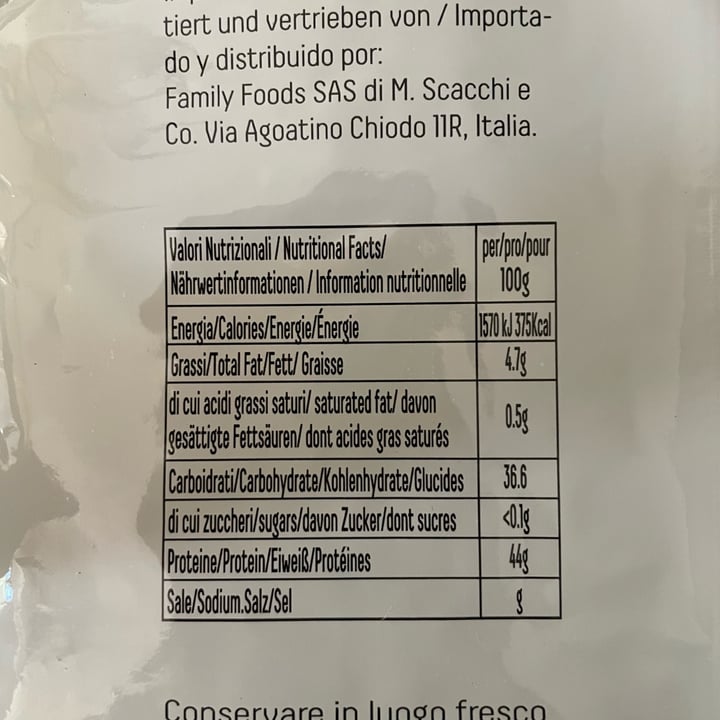 tiert und vertrieben von / Importa-
do y distribuido por:
Family Foods SAS di M. Scacchi e
Co. Via Agoatino Chiodo 11R, Italia.
Valori Nutrizionali / Nutritional Facts/
Nährwertinformationen / Information nutritionnelle
per/pro/pour
100g
Energia/Calories/Energie/Énergie
1570 kJ 375Kcal
Grassi/Total Fat/Fett/ Graisse
4.7g
di cui acidi grassi saturi/ saturated fat/ davon
gesättigte Fettsäuren/ dont acides gras saturés
0.5g
Carboidrati/Carbohydrate/Kohlenhydrate/Glucides
36.6
di cui zuccheri/sugars/davon Zucker/dont sucres
<0.1g
Proteine/Protein/Eiweiß/Protéines
44g
Sale/Sodium.Salz/Sel
g
Conservare in luogo fresco